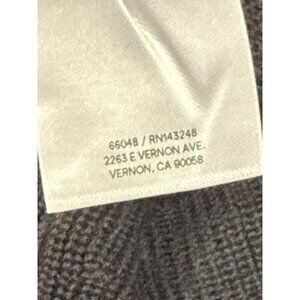 66048 / RN143248
2263 E VERNON AVE.
VERNON, CA 90058